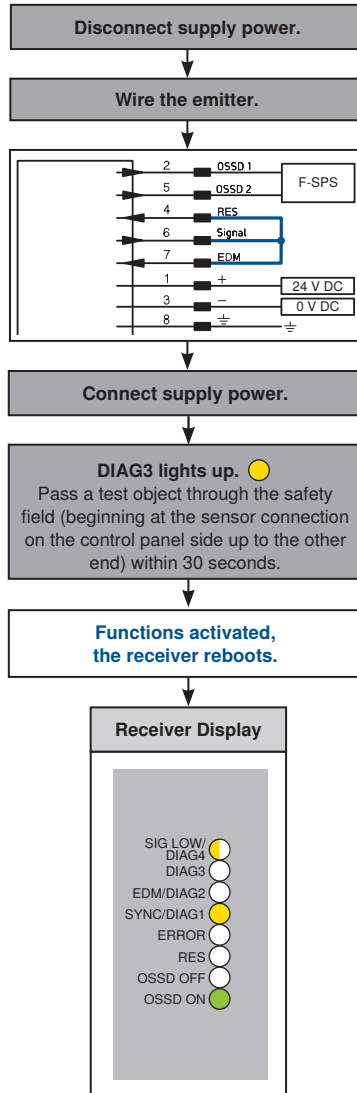 Disconnect supply power.
Wire the emitter.
2 OSSD 1
F-SPS
5 OSSD 2
4 RES
6 Signal
7 EDM
1 + 24 V DC
3 − 0 V DC
8
Connect supply power.
DIAG3 lights up.
Pass a test object through the safety
field (beginning at the sensor connection
on the control panel side up to the other
end) within 30 seconds.
Functions activated,
the receiver reboots.
Receiver Display
SIG LOW/
DIAG4
DIAG3
EDM/DIAG2
SYNC/DIAG1
ERROR
RES
OSSD OFF
OSSD ON